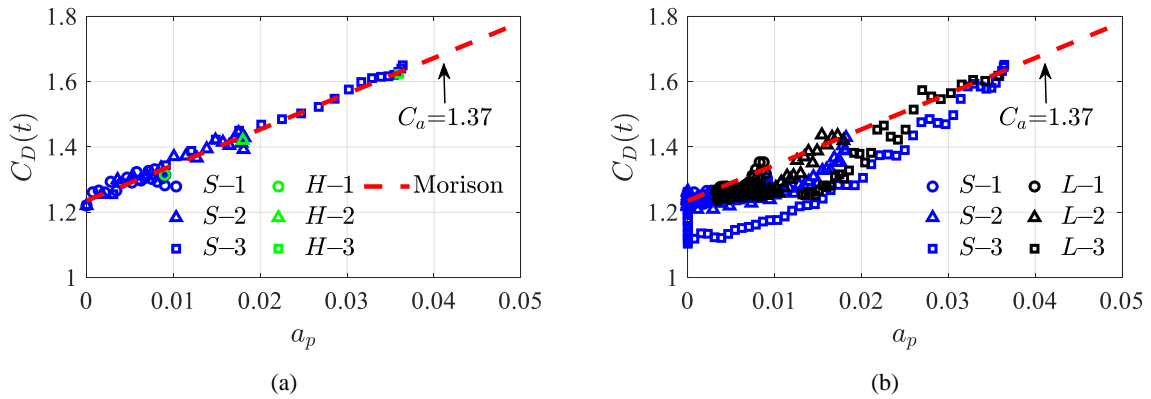 1.8
1.6
1.4
1.2
1
C_D(t)
C_a=1.37
S−1 H−1 Morison
S−2 H−2
S−3 H−3
0 0.01 0.02 0.03 0.04 0.05
a_p
(a)
1.8
1.6
1.4
1.2
1
C_D(t)
C_a=1.37
S−1 L−1
S−2 L−2
S−3 L−3
0 0.01 0.02 0.03 0.04 0.05
a_p
(b)